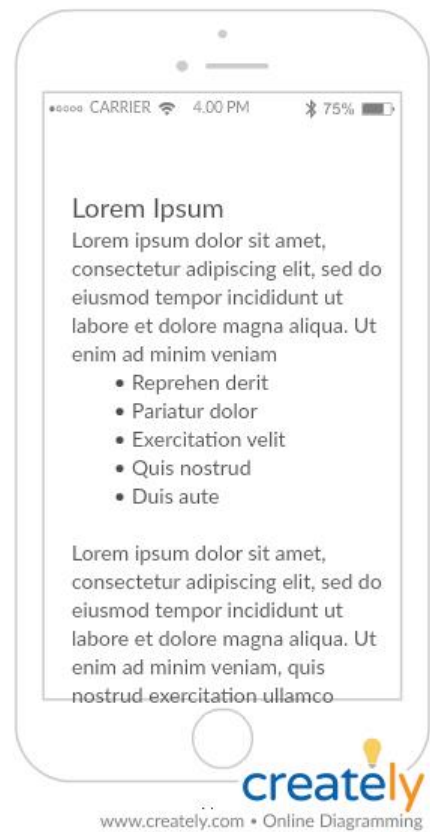 CARRIER 4.00 PM 75%
Lorem Ipsum
Lorem ipsum dolor sit amet,
consectetur adipiscing elit, sed do
eiusmod tempor incididunt ut
labore et dolore magna aliqua. Ut
enim ad minim veniam
• Reprehen derit
• Pariatur dolor
• Exercitation velit
• Quis nostrud
• Duis aute
Lorem ipsum dolor sit amet,
consectetur adipiscing elit, sed do
eiusmod tempor incididunt ut
labore et dolore magna aliqua. Ut
enim ad minim veniam, quis
nostrud exercitation ullamco
creately
www.creately.com • Online Diagramming